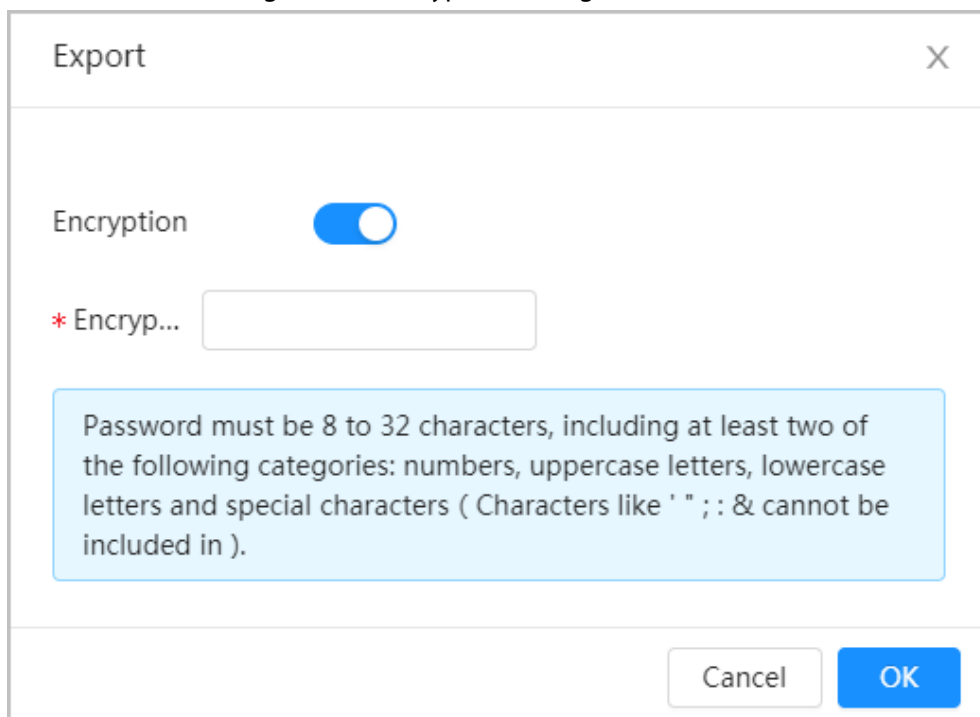 Export
X
Encryption
* Encryp...
Password must be 8 to 32 characters, including at least two of
the following categories: numbers, uppercase letters, lowercase
letters and special characters ( Characters like ' " ; : & cannot be
included in ).
Cancel OK